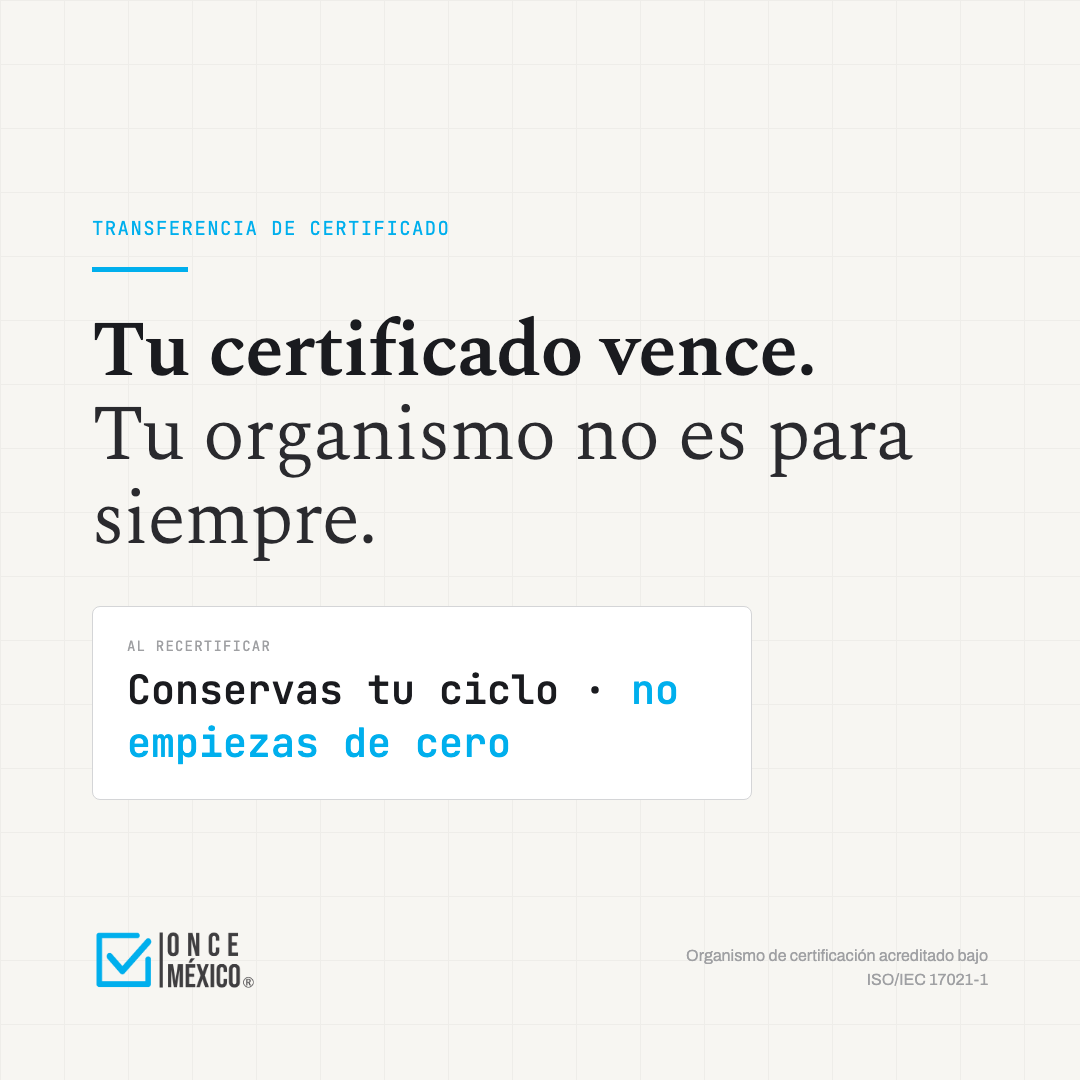 TRANSFERENCIA DE CERTIFICADO
Tu certificado vence.
Tu organismo no es para
siempre.
AL RECERTIFICAR
Conservas tu ciclo · no
empiezas de cero
ONCE
MÉXICO®
Organismo de certificación acreditado bajo
ISO/IEC 17021-1